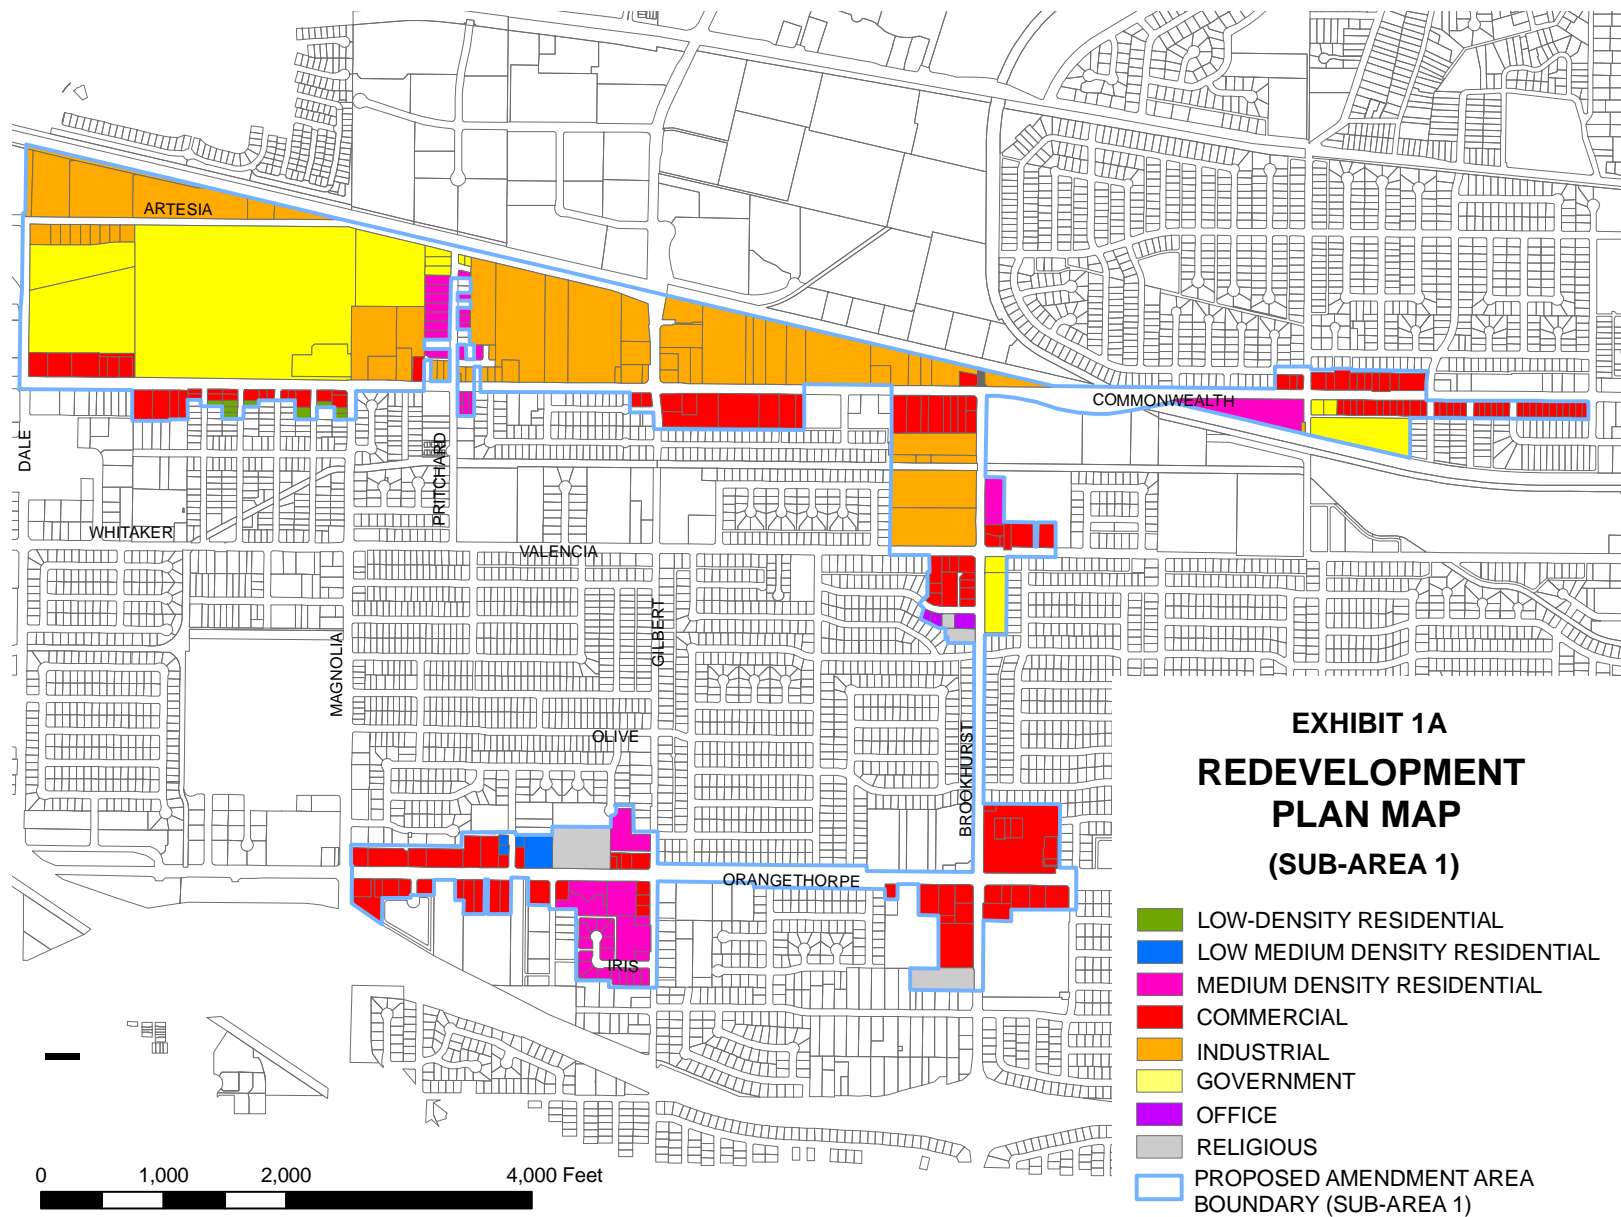 ARTESIA
COMMONWEALTH
DALE
PRITCHARD
WHITAKER
VALENCIA
GILBERT
MAGNOLIA
OLIVE
BROOKHURST
ORANGETHORPE
IRIS
EXHIBIT 1A
REDEVELOPMENT
PLAN MAP
(SUB-AREA 1)
LOW-DENSITY RESIDENTIAL
LOW MEDIUM DENSITY RESIDENTIAL
MEDIUM DENSITY RESIDENTIAL
COMMERCIAL
INDUSTRIAL
GOVERNMENT
OFFICE
RELIGIOUS
PROPOSED AMENDMENT AREA
BOUNDARY (SUB-AREA 1)
0 1,000 2,000 4,000 Feet